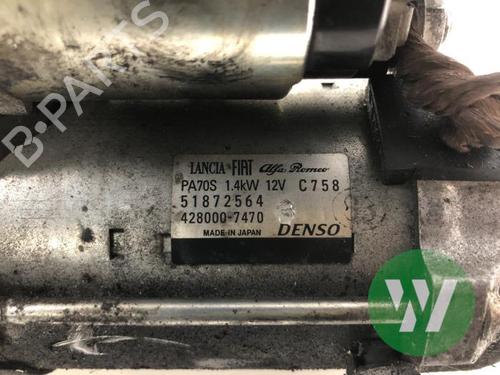 LANCIA FIAT Alfa Romeo
PA70S 1.4kW 12V C758
51872564
428000-7470
MADE IN JAPAN DENSO
B-PARTS
W